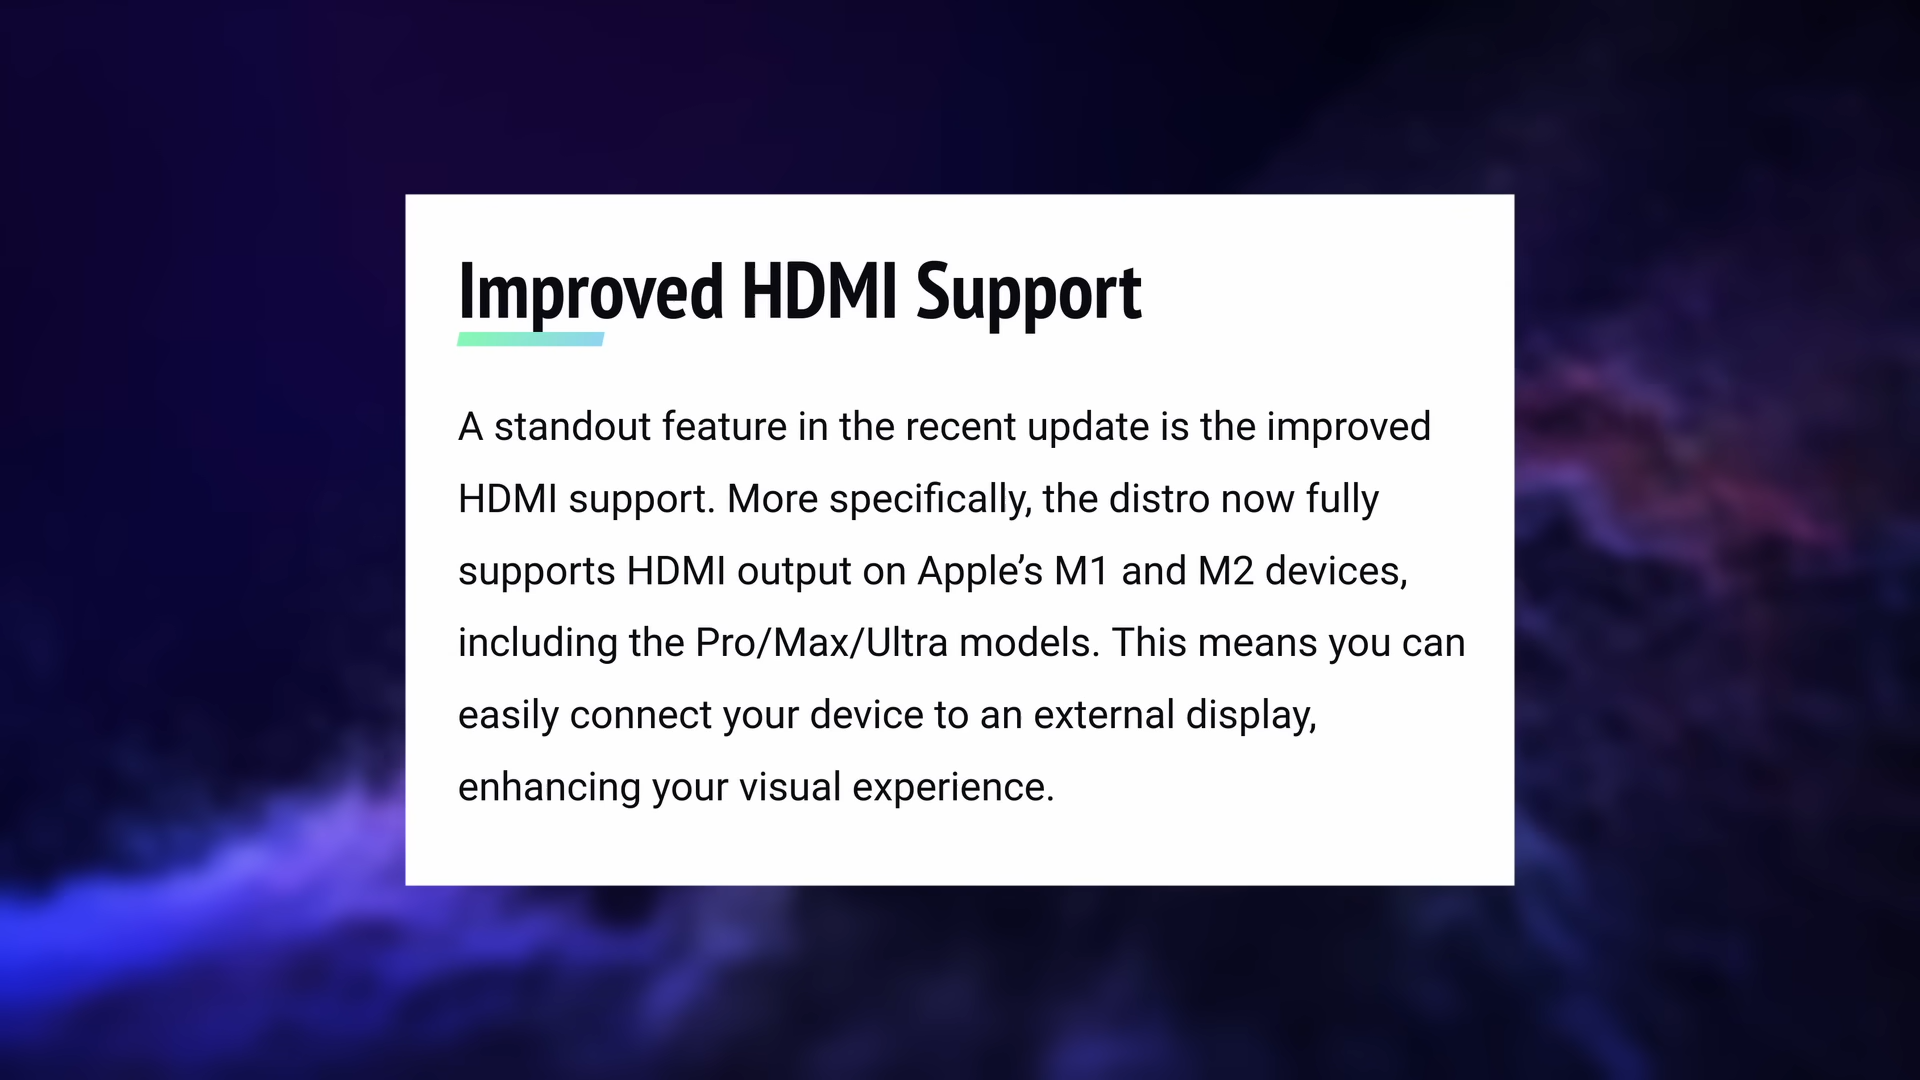 Improved HDMI Support
A standout feature in the recent update is the improved
HDMI support. More specifically, the distro now fully
supports HDMI output on Apple’s M1 and M2 devices,
including the Pro/Max/Ultra models. This means you can
easily connect your device to an external display,
enhancing your visual experience.